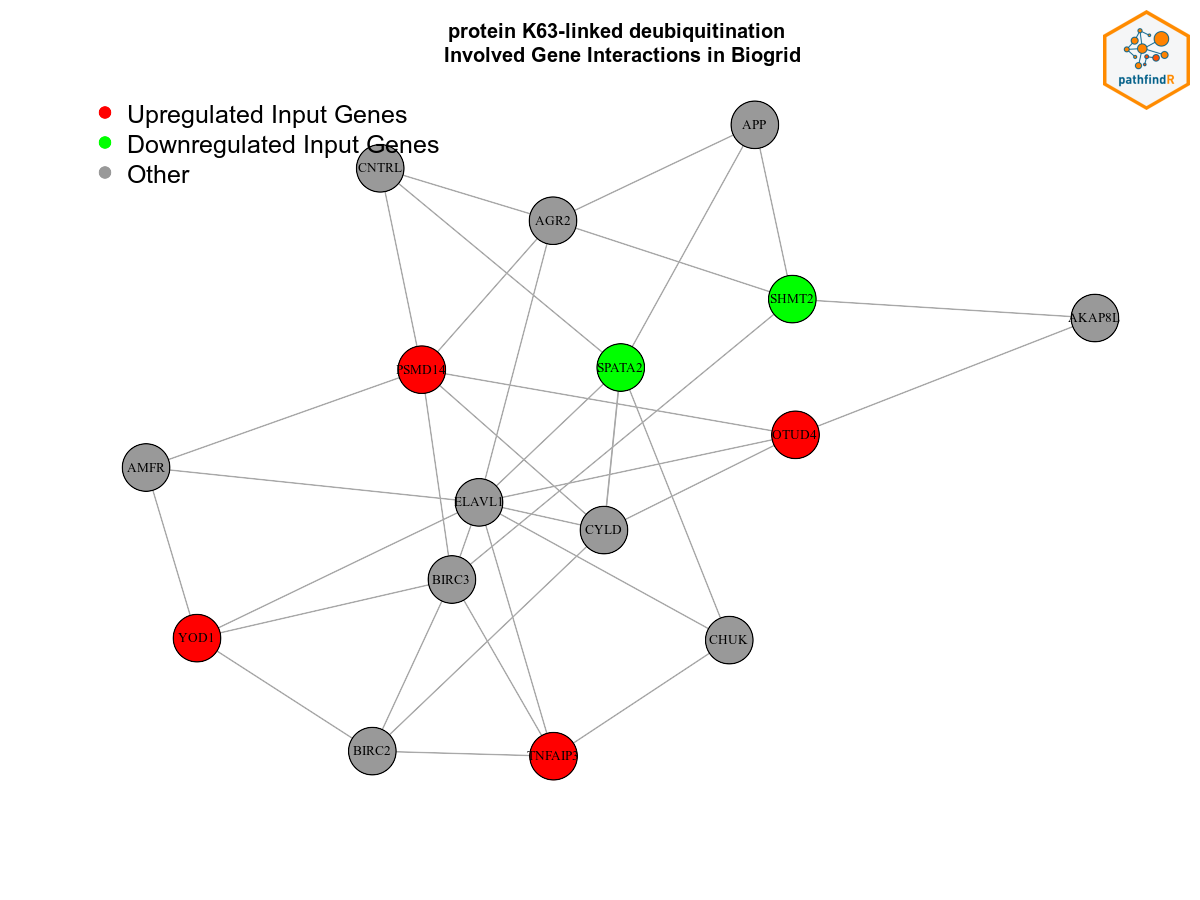 protein K63-linked deubiquitination
Involved Gene Interactions in Biogrid
pathfindR
Upregulated Input Genes
Downregulated Input Genes
Other
APP
CNTRL
AGR2
SHMT2
AKAP8L
PSMD14
SPATA2
OTUD4
AMFR
ELAVL1
CYLD
BIRC3
YOD1
CHUK
BIRC2
TNFAIP3